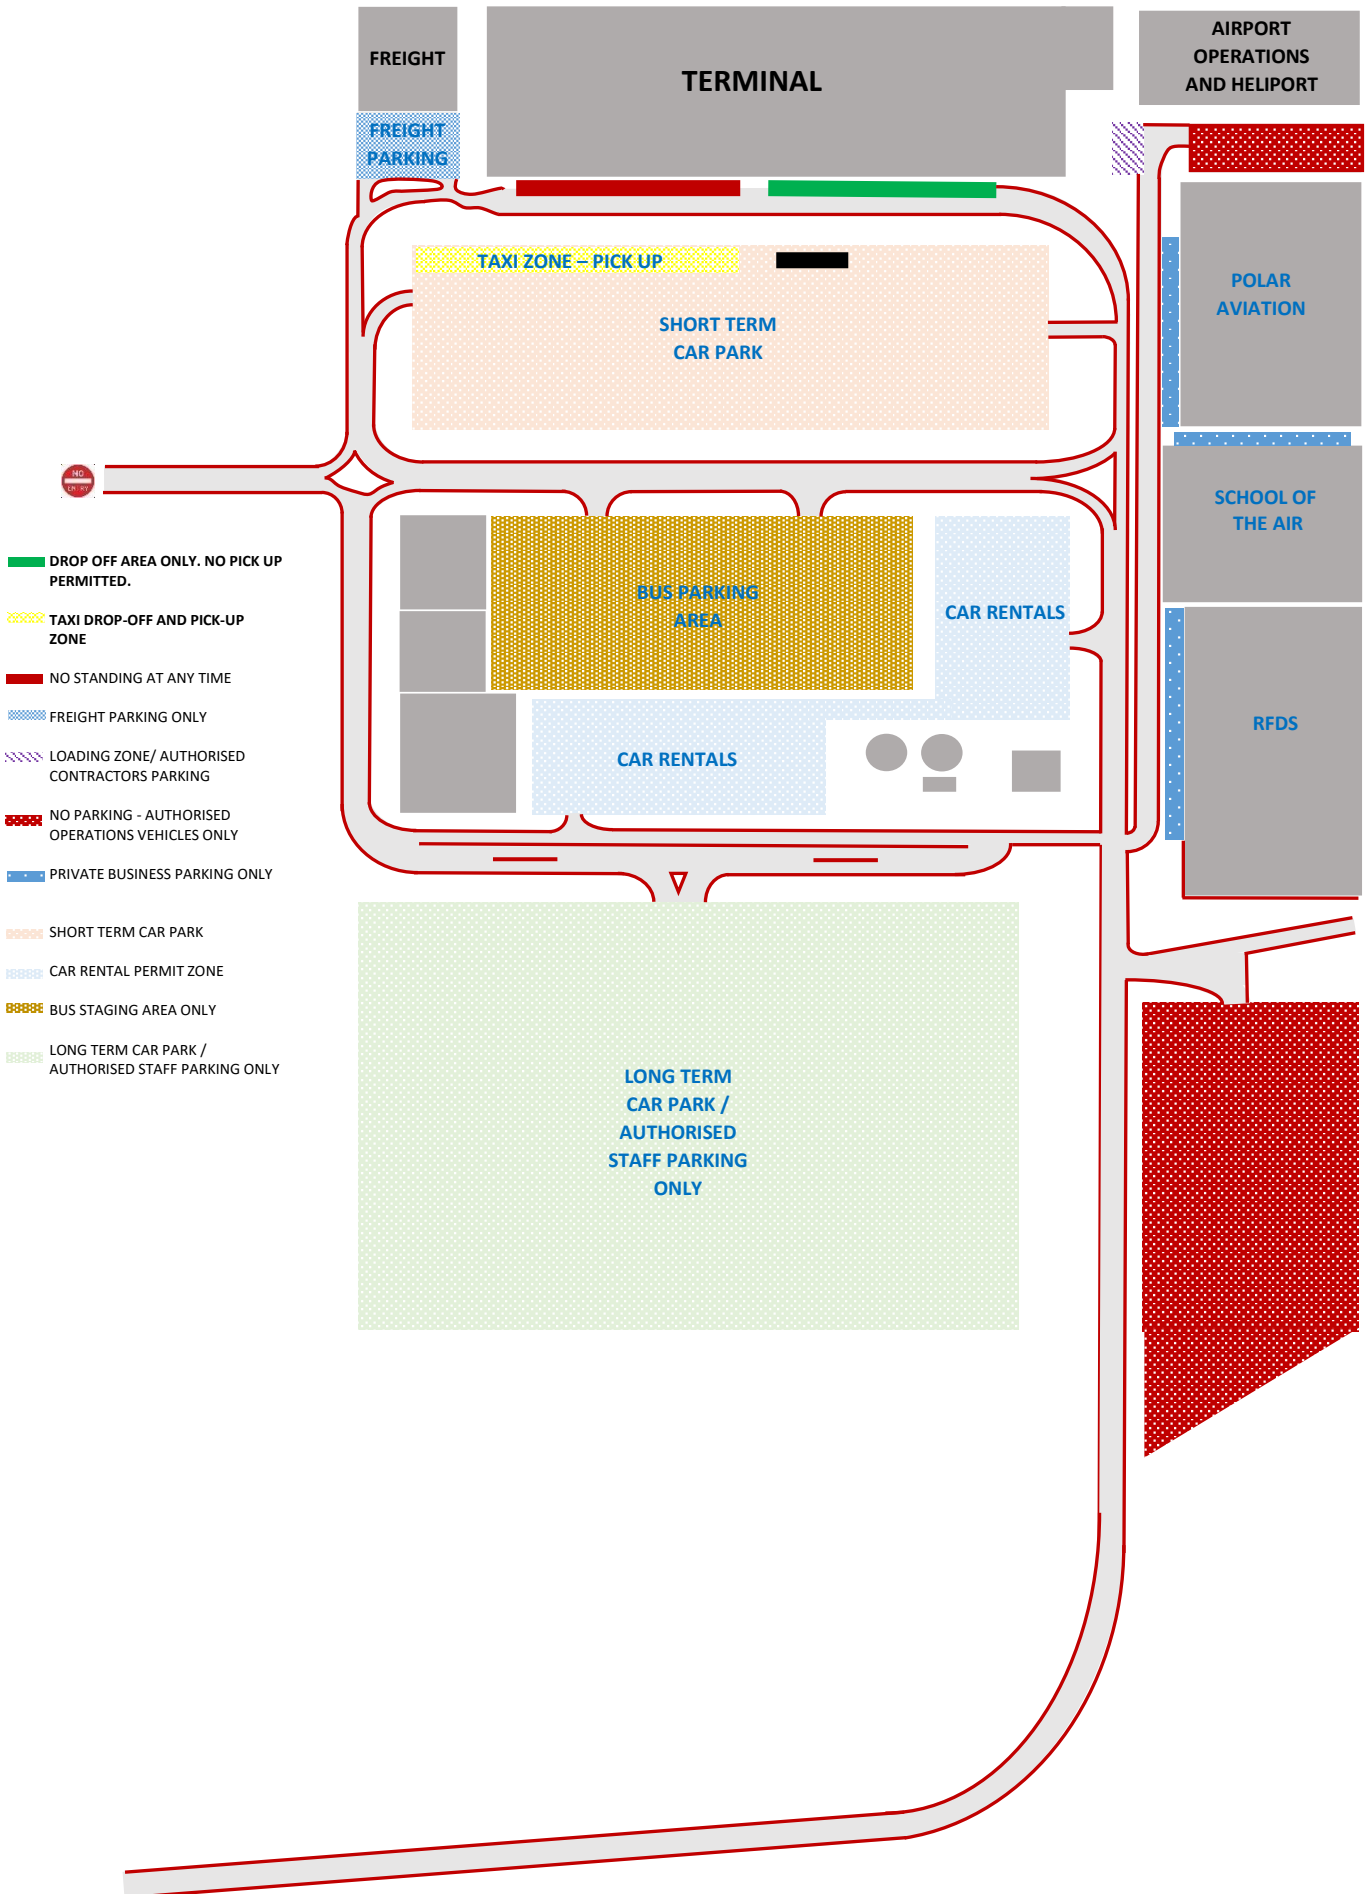 FREIGHT
TERMINAL
AIRPORT
OPERATIONS
AND HELIPORT
FREIGHT
PARKING
TAXI ZONE – PICK UP
SHORT TERM
CAR PARK
POLAR
AVIATION
NO
ENTRY
SCHOOL OF
THE AIR
BUS PARKING
AREA
CAR RENTALS
CAR RENTALS
RFDS
DROP OFF AREA ONLY. NO PICK UP
PERMITTED.
TAXI DROP-OFF AND PICK-UP
ZONE
NO STANDING AT ANY TIME
FREIGHT PARKING ONLY
LOADING ZONE/ AUTHORISED
CONTRACTORS PARKING
NO PARKING - AUTHORISED
OPERATIONS VEHICLES ONLY
PRIVATE BUSINESS PARKING ONLY
SHORT TERM CAR PARK
CAR RENTAL PERMIT ZONE
BUS STAGING AREA ONLY
LONG TERM CAR PARK /
AUTHORISED STAFF PARKING ONLY
LONG TERM
CAR PARK /
AUTHORISED
STAFF PARKING
ONLY